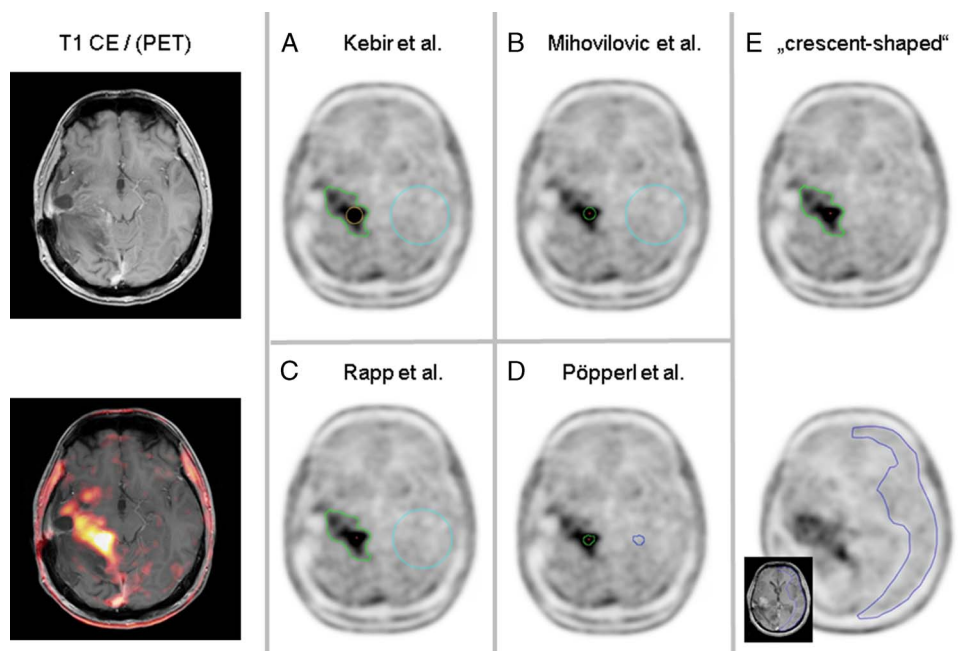 T1 CE / (PET)
A Kebir et al.
B Mihovilovic et al.
E „crescent-shaped“
C Rapp et al.
D Pöpperl et al.